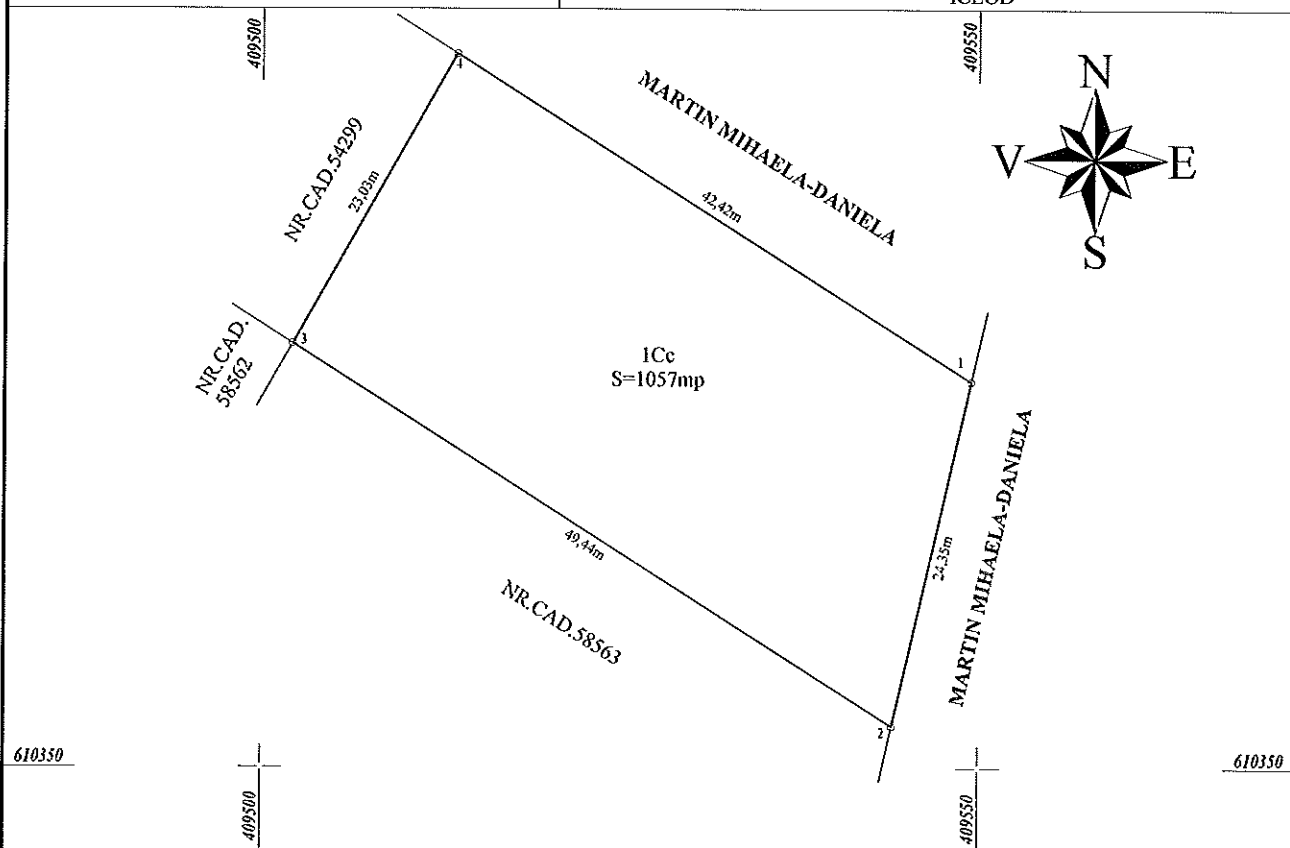 409500
409550
4
MARTIN MIHAELA-DANIELA
N
V
E
S
NR.CAD.54299
23,03m
42,42m
3
NR.CAD.
58562
1Cc
S=1057mp
1
MARTIN MIHAELA-DANIELA
24,35m
49,44m
NR.CAD.58563
2
610350
610350
409500
409550